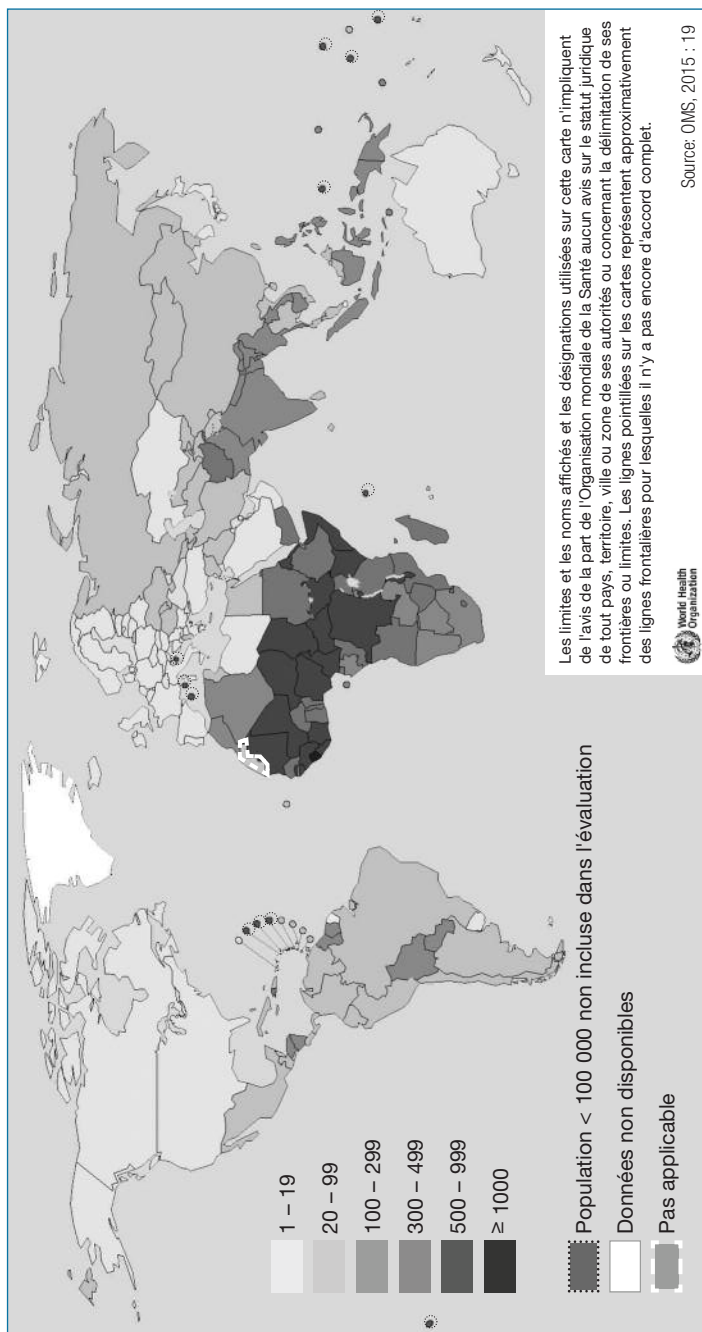 1 – 19
20 – 99
100 – 299
300 – 499
500 – 999
≥ 1000
Population < 100 000 non incluse dans l'évaluation
Données non disponibles
Pas applicable
Les limites et les noms affichés et les désignations utilisées sur cette carte n'impliquent
de l'avis de la part de l'Organisation mondiale de la Santé aucun avis sur le statut juridique
de tout pays, territoire, ville ou zone de ses autorités ou concernant la délimitation de ses
frontières ou limites. Les lignes pointillées sur les cartes représentent approximativement
des lignes frontalières pour lesquelles il n'y a pas encore d'accord complet.
World Health
Organization
Source: OMS, 2015 : 19